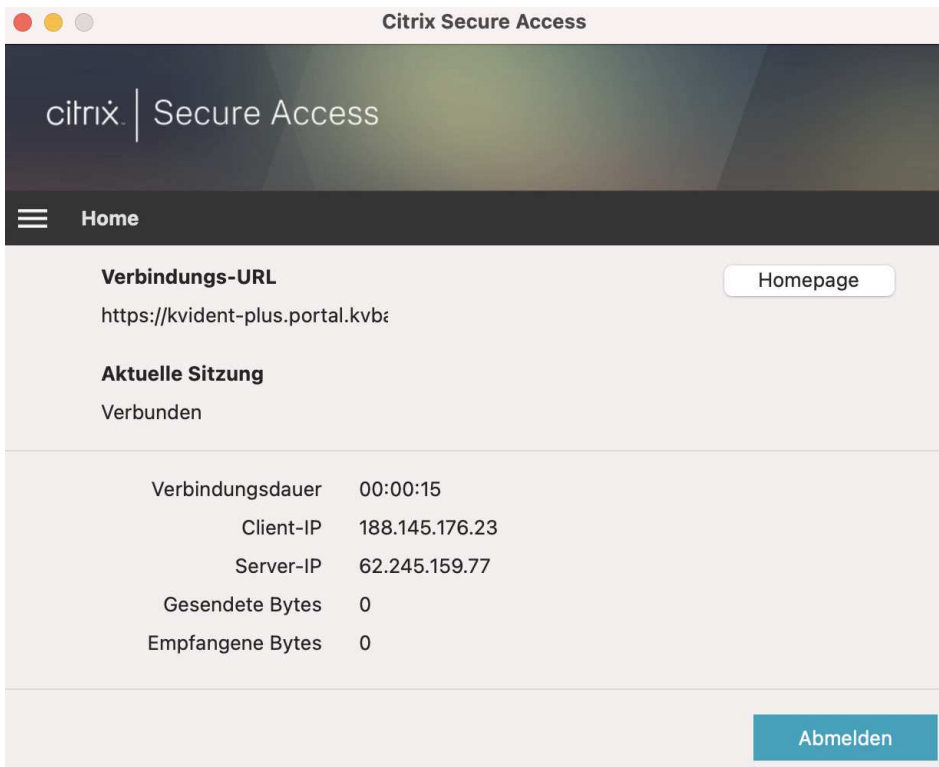 Citrix Secure Access
citrix. | Secure Access
Home
Verbindungs-URL
Homepage
https://kvident-plus.portal.kvba
Aktuelle Sitzung
Verbunden
Verbindungsdauer 00:00:15
Client-IP 188.145.176.23
Server-IP 62.245.159.77
Gesendete Bytes 0
Empfangene Bytes 0
Abmelden